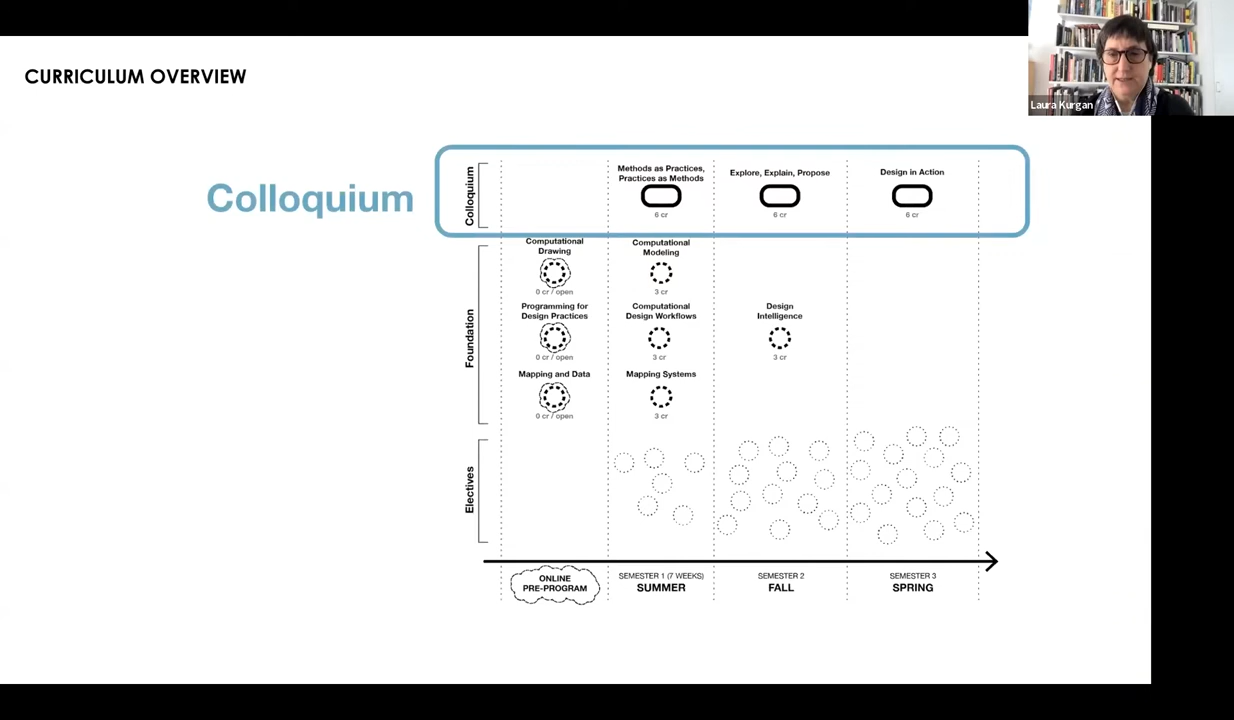 CURRICULUM OVERVIEW
Laura Kurgan
Colloquium
Colloquium
Methods as Practices,
Practices as Methods
6 cr
Explore, Explain, Propose
6 cr
Design in Action
6 cr
Foundation
Computational
Drawing
0 cr / open
Computational
Modeling
3 cr
Programming for
Design Practices
0 cr / open
Computational
Design Workflows
3 cr
Design
Intelligence
3 cr
Mapping and Data
0 cr / open
Mapping Systems
3 cr
Electives
ONLINE
PRE-PROGRAM
SEMESTER 1 (7 WEEKS)
SUMMER
SEMESTER 2
FALL
SEMESTER 3
SPRING